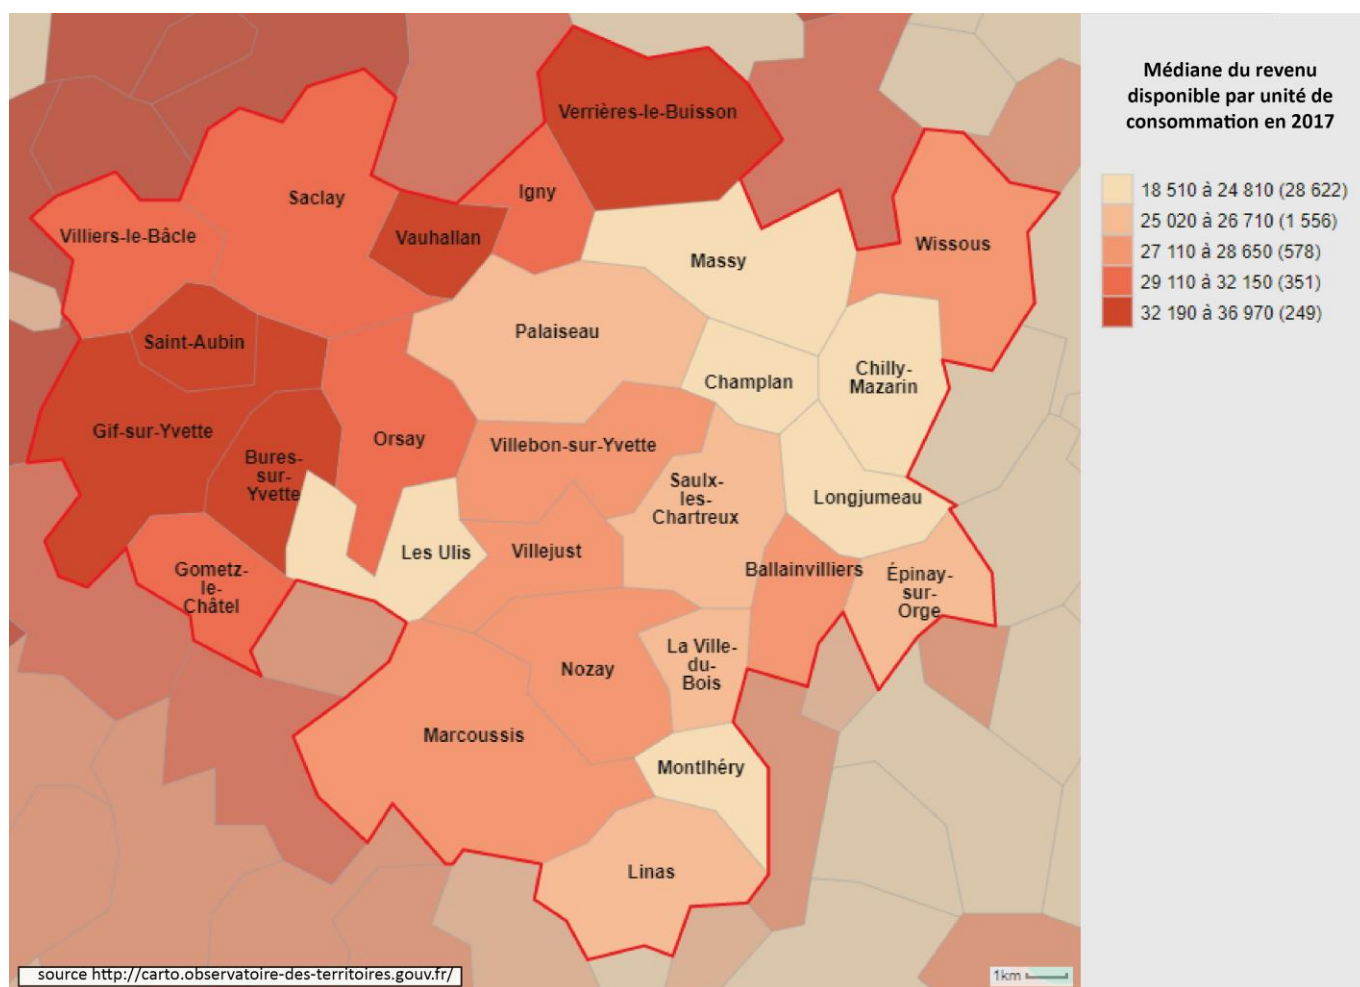 Médiane du revenu
disponible par unité de
consommation en 2017
18 510 à 24 810 (28 622)
25 020 à 26 710 (1 556)
27 110 à 28 650 (578)
29 110 à 32 150 (351)
32 190 à 36 970 (249)
Verrières-le-Buisson
Igny
Saclay
Villiers-le-Bâcle
Vauhallan
Wissous
Massy
Palaiseau
Saint-Aubin
Champlan
Chilly-
Mazarin
Gif-sur-Yvette
Orsay
Villebon-sur-Yvette
Bures-
sur-
Yvette
Saulx-
les-
Chartreux
Longjumeau
Les Ulis
Villejust
Ballainvilliers
Épinay-
sur-
Orge
Gometz-
le-
Châtel
La Ville-
du-
Bois
Nozay
Marcoussis
Montlhéry
Linas
source http://carto.observatoire-des-territoires.gouv.fr/
1km